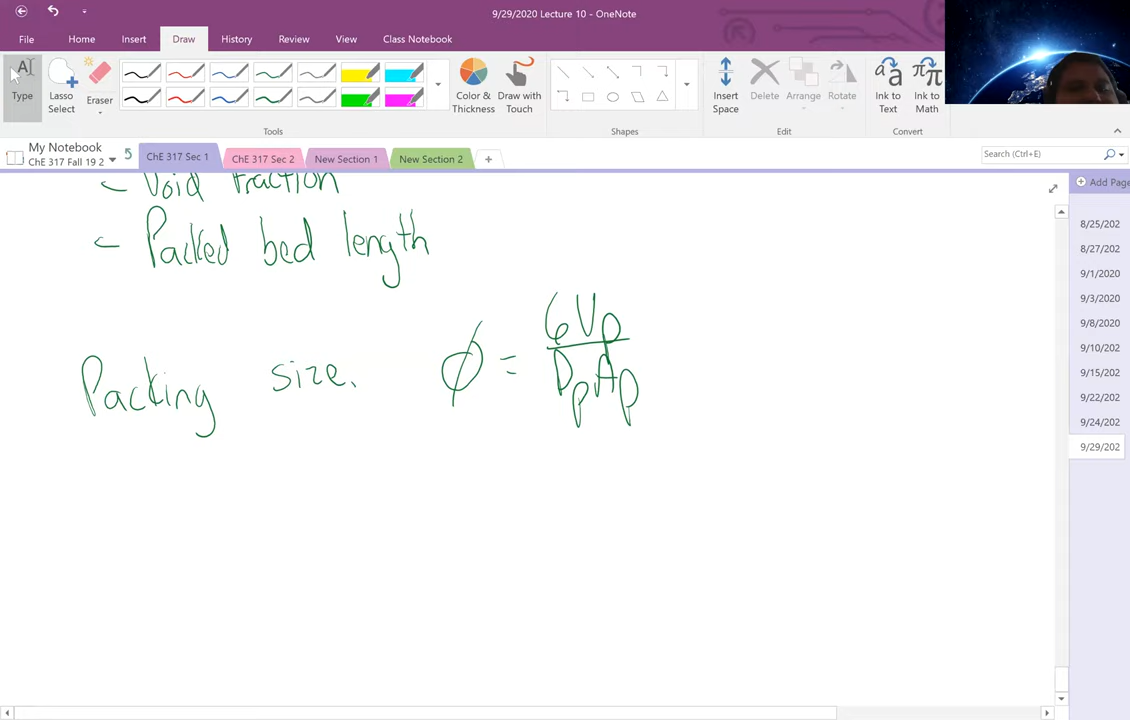 9/29/2020 Lecture 10 - OneNote
File Home Insert Draw History Review View Class Notebook
Type Lasso Select Eraser Color & Thickness Draw with Touch Insert Space Delete Arrange Rotate Ink to Text Ink to Math
Tools Shapes Edit Convert
My Notebook
ChE 317 Fall 19 2
ChE 317 Sec 1 ChE 317 Sec 2 New Section 1 New Section 2 +
Search (Ctrl+E)
Add Page
8/25/202
8/27/202
9/1/2020
9/3/2020
9/8/2020
9/10/202
9/15/202
9/22/202
9/24/202
9/29/202
- Void fraction
- Packed bed length
Packing size. φ = 6Vp / DpAp